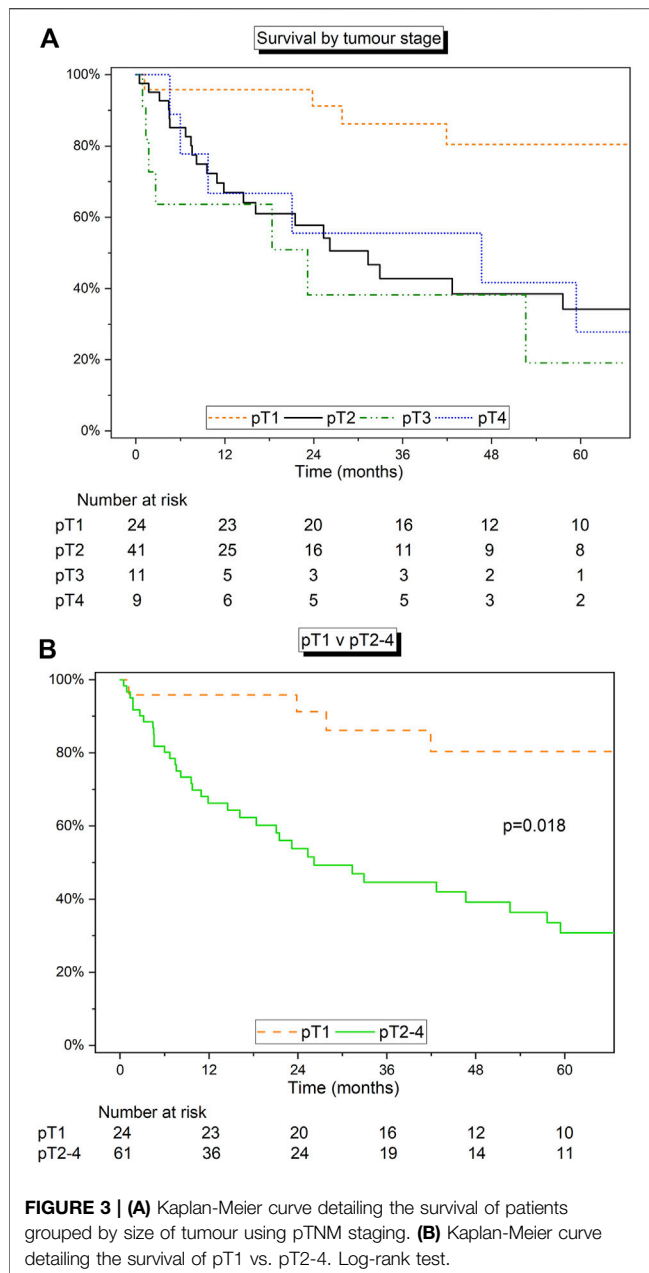 A
Survival by tumour stage
100%
80%
60%
40%
20%
0%
pT1 pT2 pT3 pT4
0 12 24 36 48 60
Time (months)
Number at risk
pT1 24 23 20 16 12 10
pT2 41 25 16 11 9 8
pT3 11 5 3 3 2 1
pT4 9 6 5 5 3 2
B
pT1 v pT2-4
100%
80%
60%
40%
20%
0%
p=0.018
pT1 pT2-4
0 12 24 36 48 60
Time (months)
Number at risk
pT1 24 23 20 16 12 10
pT2-4 61 36 24 19 14 11
FIGURE 3 | (A) Kaplan-Meier curve detailing the survival of patients
grouped by size of tumour using pTNM staging. (B) Kaplan-Meier curve
detailing the survival of pT1 vs. pT2-4. Log-rank test.